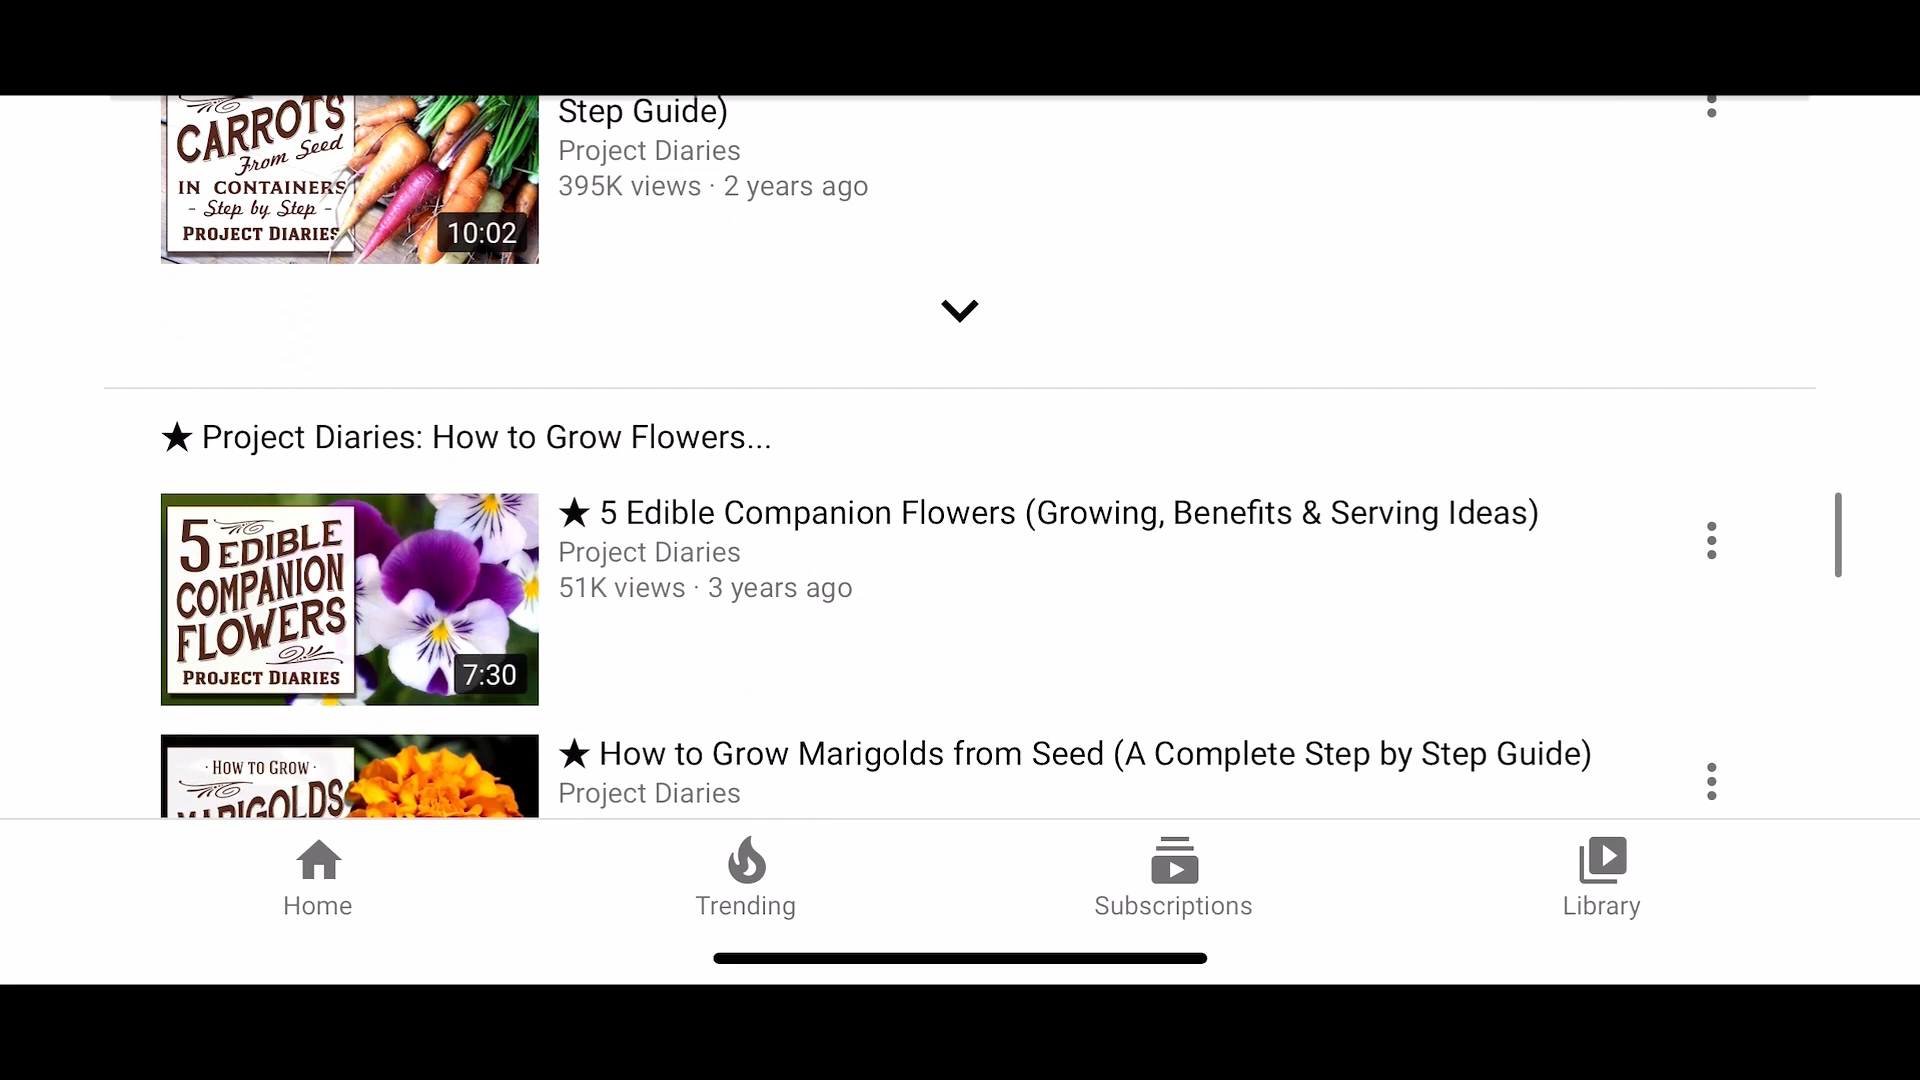 CARROTS
From Seed
IN CONTAINERS
- Step by Step -
PROJECT DIARIES
10:02
Step Guide)
Project Diaries
395K views · 2 years ago
★ Project Diaries: How to Grow Flowers...
5 EDIBLE
COMPANION
FLOWERS
PROJECT DIARIES
7:30
★ 5 Edible Companion Flowers (Growing, Benefits & Serving Ideas)
Project Diaries
51K views · 3 years ago
· HOW TO GROW ·
MARIGOLDS
★ How to Grow Marigolds from Seed (A Complete Step by Step Guide)
Project Diaries
Home
Trending
Subscriptions
Library